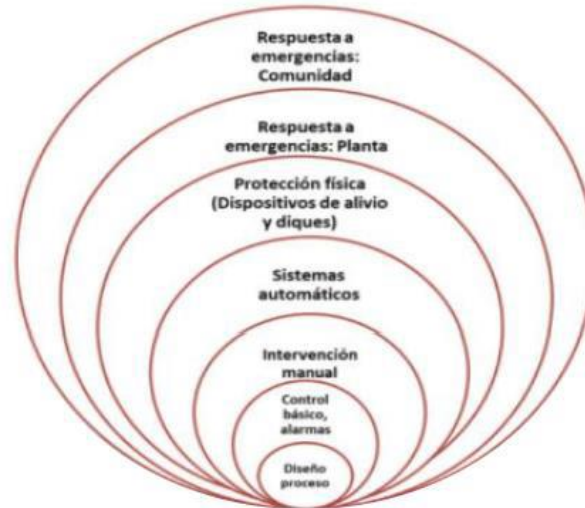 Respuesta a
emergencias:
Comunidad
Respuesta a
emergencias: Planta
Protección física
(Dispositivos de alivio
y diques)
Sistemas
automáticos
Intervención
manual
Control
básico,
alarmas
Diseño
proceso